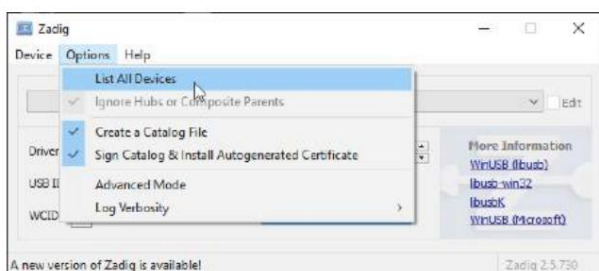 Zadig
Device Options Help
List All Devices
Ignore Hubs or Composite Parents
Edit
Create a Catalog File
Sign Catalog & Install Autogenerated Certificate
Driver
More Information
WinUSB (libusb)
USB I
Advanced Mode
libusb-win32
Log Verbosity
libusbK
WCID
WinUSB (Microsoft)
A new version of Zadig is available!
Zadig 2.5.730